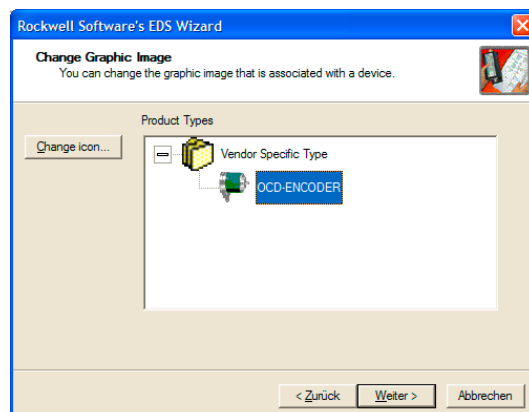 Rockwell Software's EDS Wizard
Change Graphic Image
You can change the graphic image that is associated with a device.
Product Types
Change icon...
Vendor Specific Type
OCD-ENCODER
< Zurück
Weiter >
Abbrechen